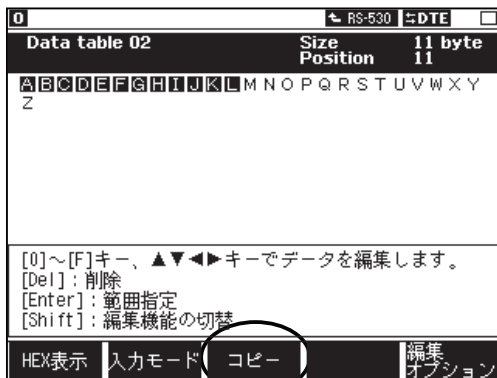 0 RS-530 DTE
Data table 02 Size 11 byte
Position 11
ABCDEFGHIJKLMNOPQRSTUVWXY
Z
[0]～[F]キー、▲▼◀▶キーでデータを編集します。
[Del]：削除
[Enter]：範囲指定
[Shift]：編集機能の切替
HEX表示 入力モード コピー 編集
オプション